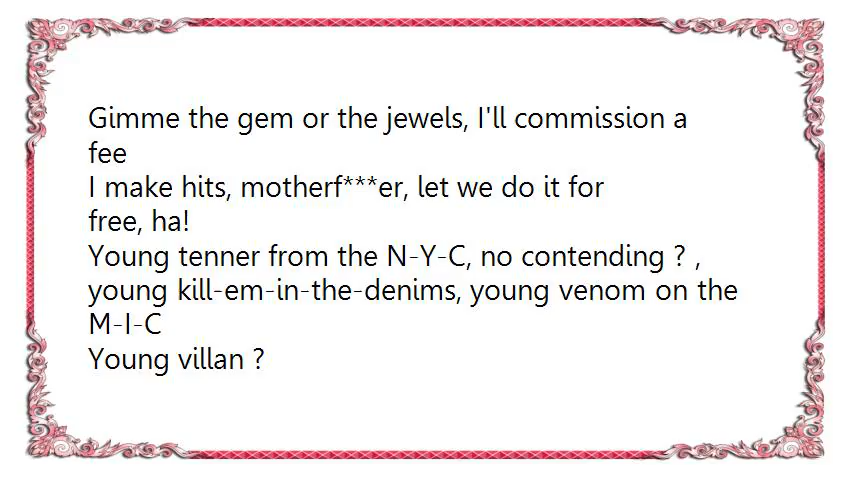 Gimme the gem or the jewels, I'll commission a
fee
I make hits, motherf***er, let we do it for
free, ha!
Young tenner from the N-Y-C, no contending ? ,
young kill-em-in-the-denims, young venom on the
M-I-C
Young villan ?